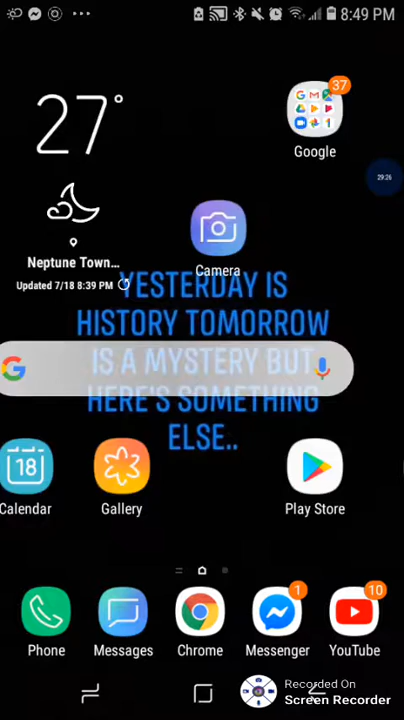 8:49 PM
27°
37
Google
29:26
Neptune Town...
Updated 7/18 8:39 PM
Camera
YESTERDAY IS
HISTORY TOMORROW
IS A MYSTERY BUT
HERE'S SOMETHING
ELSE..
18
Calendar
Gallery
Play Store
1
10
Phone
Messages
Chrome
Messenger
YouTube
Recorded On
Screen Recorder